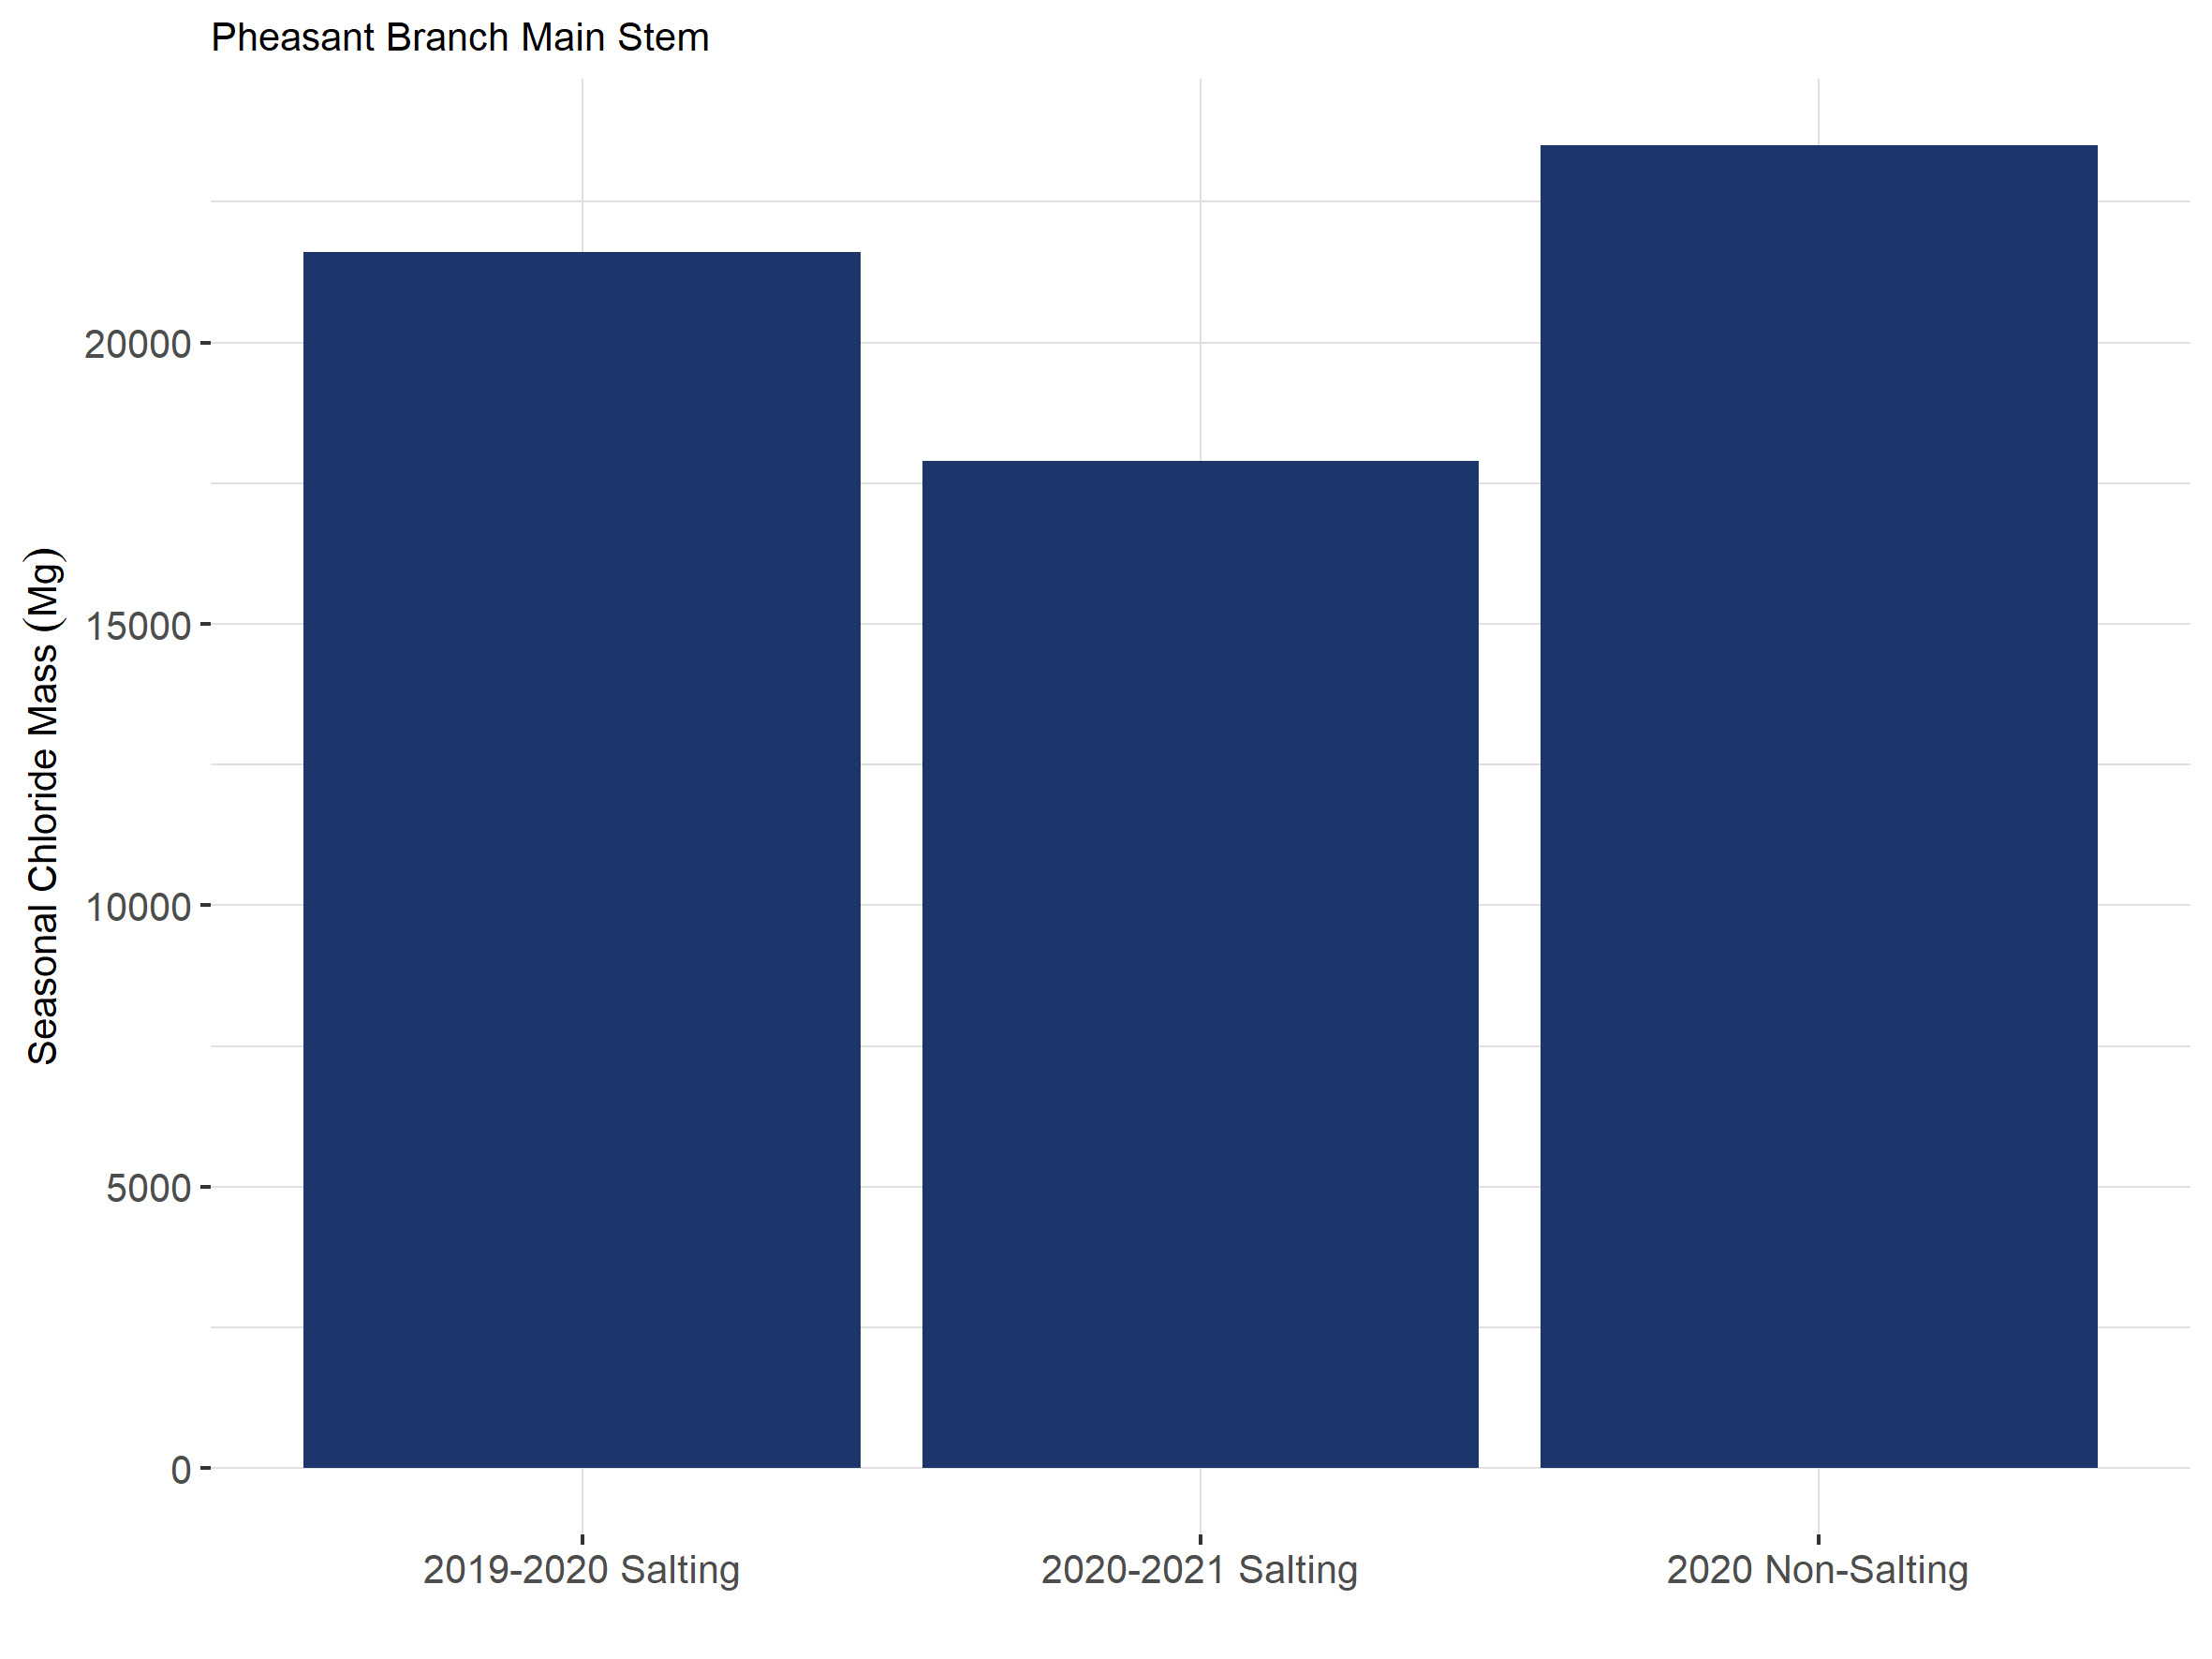 Pheasant Branch Main Stem
Seasonal Chloride Mass (Mg)
20000
15000
10000
5000
0
2019-2020 Salting
2020-2021 Salting
2020 Non-Salting